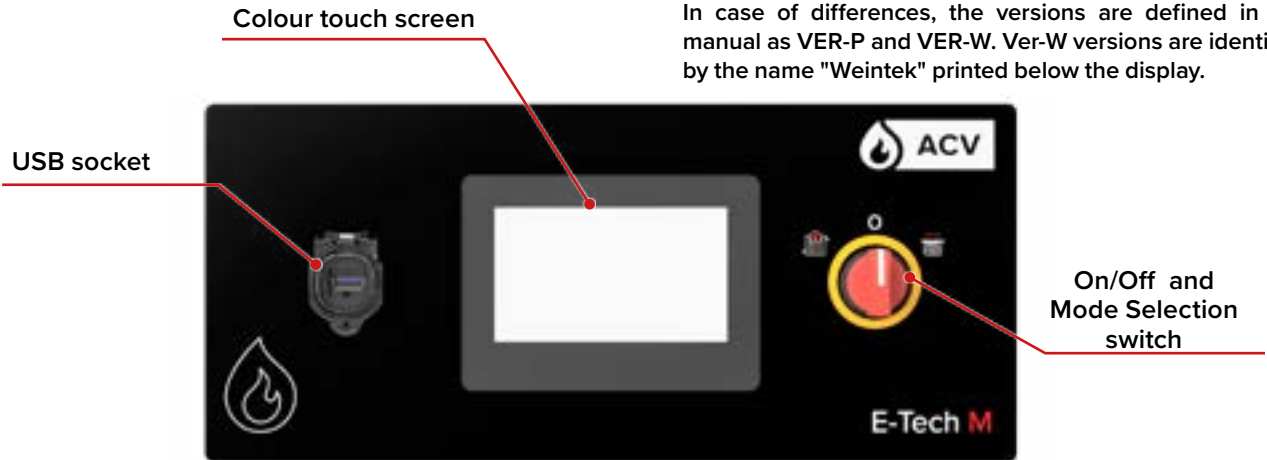 Colour touch screen
In case of differences, the versions are defined in
manual as VER-P and VER-W. Ver-W versions are identi
by the name "Weintek" printed below the display.
USB socket
ACV
O
On/Off and
Mode Selection
switch
E-Tech M